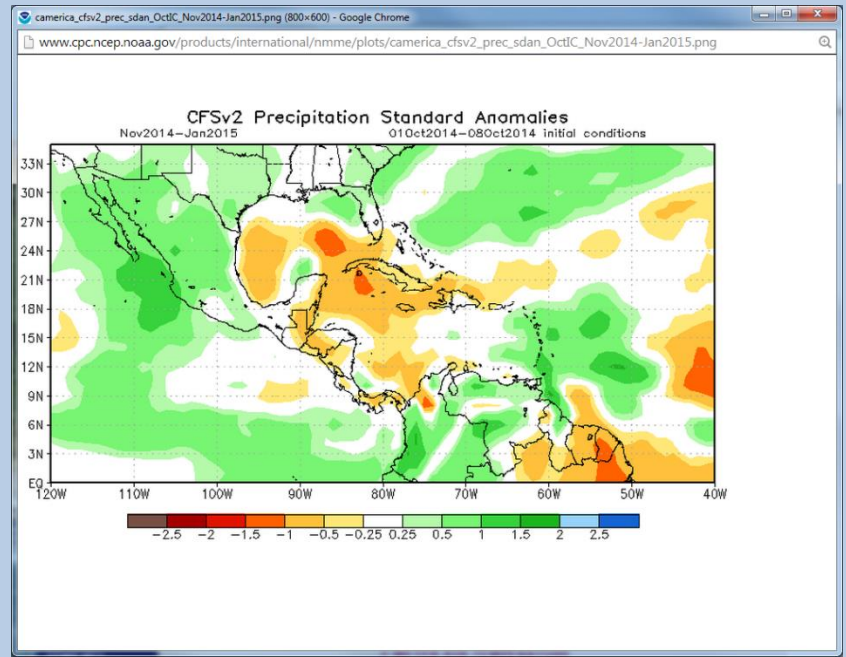 camerica_cfsv2_prec_sdan_OctIC_Nov2014-Jan2015.png (800×600) - Google Chrome
www.cpc.ncep.noaa.gov/products/international/nmme/plots/camerica_cfsv2_prec_sdan_OctIC_Nov2014-Jan2015.png
CFSv2 Precipitation Standard Anomalies
Nov2014-Jan2015 01Oct2014-08Oct2014 initial conditions
33N
30N
27N
24N
21N
18N
15N
12N
9N
6N
3N
EQ
120W 110W 100W 90W 80W 70W 60W 50W 40W
-2.5 -2 -1.5 -1 -0.5 -0.25 0.25 0.5 1 1.5 2 2.5